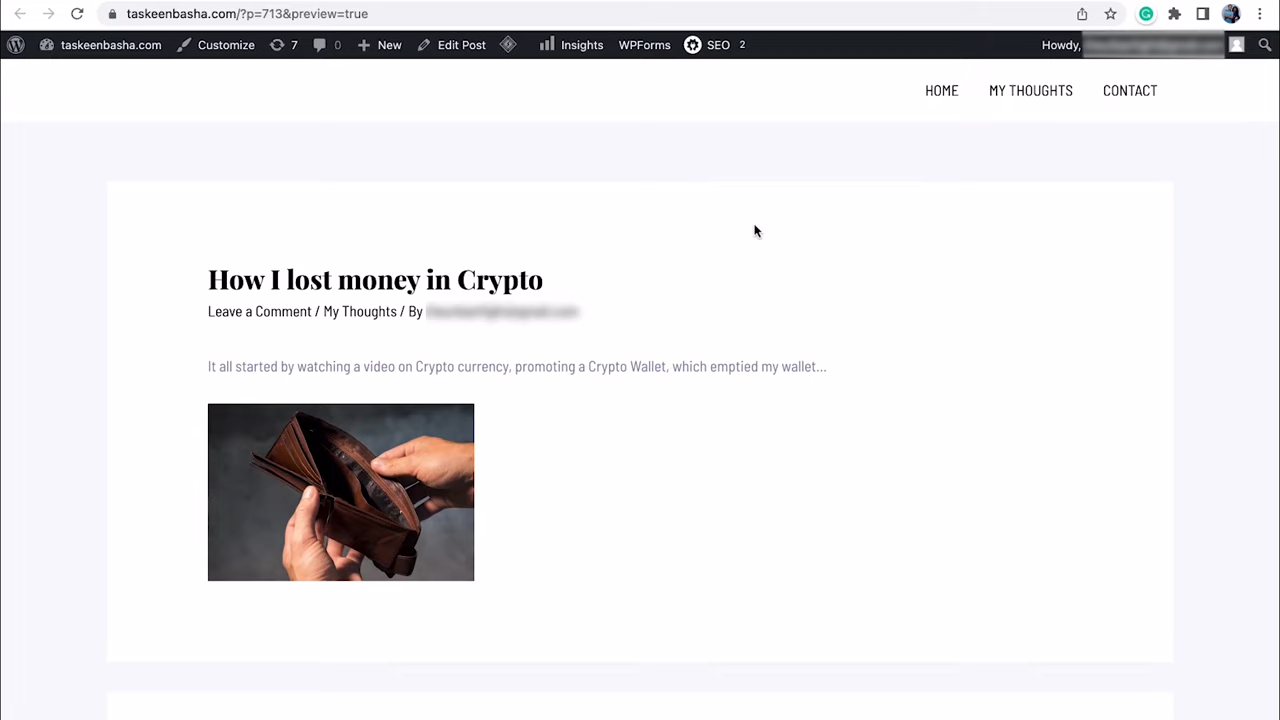 taskeenbasha.com/?p=713&preview=true
taskeenbasha.com Customize 7 0 New Edit Post Insights WPForms SEO 2 Howdy,
HOME MY THOUGHTS CONTACT
How I lost money in Crypto
Leave a Comment / My Thoughts / By
It all started by watching a video on Crypto currency, promoting a Crypto Wallet, which emptied my wallet...